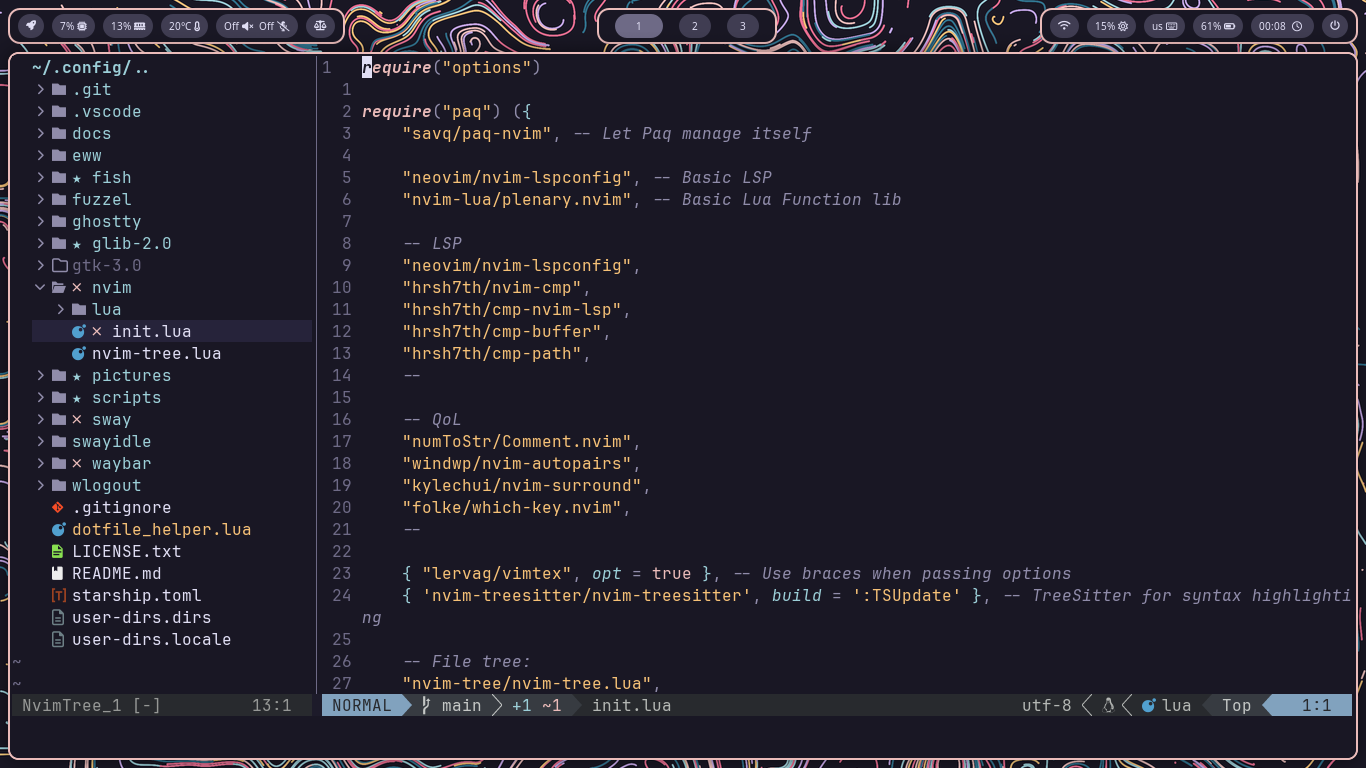 7% 13% 20°C Off Off 1 2 3 15% us 61% 00:08
~/.config/..
.git
.vscode
docs
eww
★ fish
fuzzel
ghostty
★ glib-2.0
gtk-3.0
✕ nvim
lua
✕ init.lua
nvim-tree.lua
★ pictures
★ scripts
✕ sway
swayidle
✕ waybar
wlogout
.gitignore
dotfile_helper.lua
LICENSE.txt
README.md
starship.toml
user-dirs.dirs
user-dirs.locale
~
~
NvimTree_1 [-] 13:1
1 require("options")
1
2 require("paq") ({
3 "savq/paq-nvim", -- Let Paq manage itself
4
5 "neovim/nvim-lspconfig", -- Basic LSP
6 "nvim-lua/plenary.nvim", -- Basic Lua Function lib
7
8 -- LSP
9 "neovim/nvim-lspconfig",
10 "hrsh7th/nvim-cmp",
11 "hrsh7th/cmp-nvim-lsp",
12 "hrsh7th/cmp-buffer",
13 "hrsh7th/cmp-path",
14 --
15
16 -- QoL
17 "numToStr/Comment.nvim",
18 "windwp/nvim-autopairs",
19 "kylechui/nvim-surround",
20 "folke/which-key.nvim",
21 --
22
23 { "lervag/vimtex", opt = true }, -- Use braces when passing options
24 { 'nvim-treesitter/nvim-treesitter', build = ':TSUpdate' }, -- TreeSitter for syntax highlighti
ng
25
26 -- File tree:
27 "nvim-tree/nvim-tree.lua",
NORMAL main +1 ~1 init.lua utf-8 lua Top 1:1